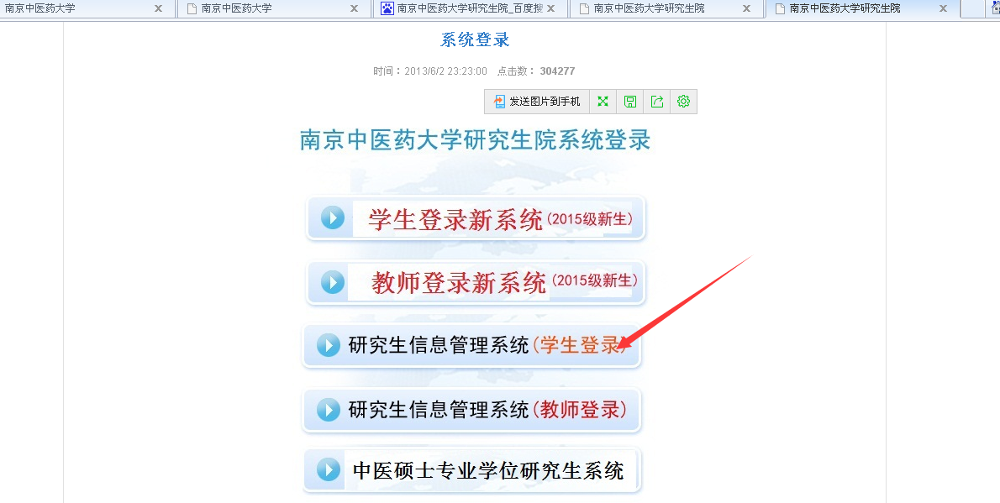 南京中医药大学
南京中医药大学
南京中医药大学研究生院_百度搜
南京中医药大学研究生院
南京中医药大学研究生院
系统登录
时间：2013/6/2 23:23:00 点击数： 304277
发送图片到手机
南京中医药大学研究生院系统登录
学生登录新系统(2015级新生)
教师登录新系统(2015级新生)
研究生信息管理系统(学生登录)
研究生信息管理系统(教师登录)
中医硕士专业学位研究生系统